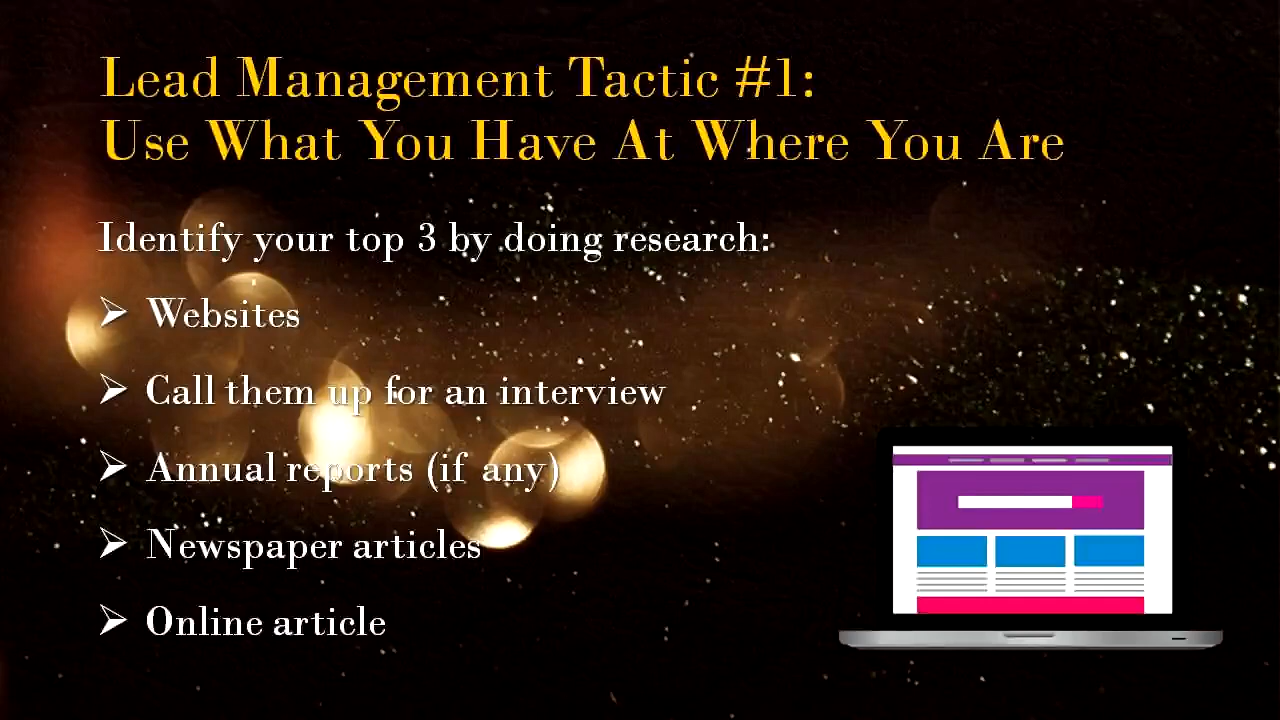 Lead Management Tactic #1:
Use What You Have At Where You Are
Identify your top 3 by doing research:
➢ Websites
➢ Call them up for an interview
➢ Annual reports (if any)
➢ Newspaper articles
➢ Online article